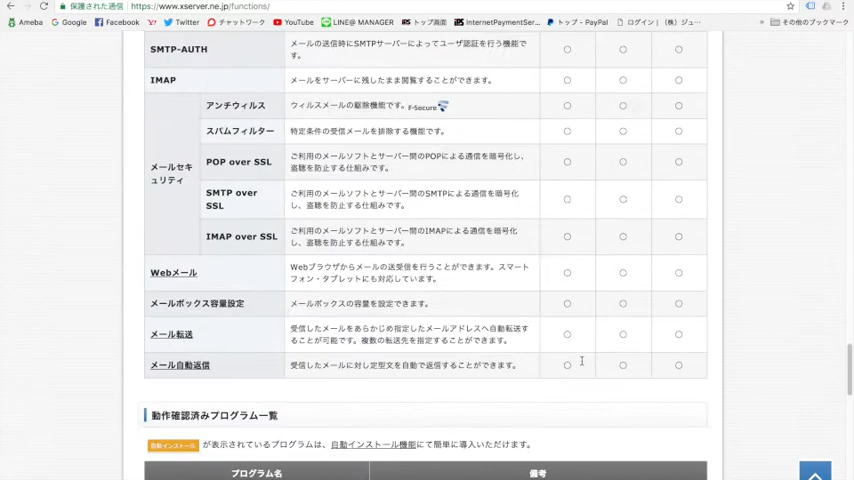 保護された通信 https://www.xserver.ne.jp/functions/
Ameba Google Facebook Y! Twitter チャットワーク YouTube LINE@ MANAGER トップ画面 InternetPaymentServ... トップ - PayPal ログイン |（株）ジュ... » その他のブックマーク
SMTP-AUTH メールの送信時にSMTPサーバーによってユーザ認証を行う機能で
す。 ○ ○ ○
IMAP メールをサーバーに残したまま閲覧することができます。 ○ ○ ○
メールセキ
ュリティ
アンチウィルス ウィルスメールの駆除機能です。 F-Secure ○ ○ ○
スパムフィルター 特定条件の受信メールを排除する機能です。 ○ ○ ○
POP over SSL ご利用のメールソフトとサーバー間のPOPによる通信を暗号化し、
盗聴を防止する仕組みです。 ○ ○ ○
SMTP over
SSL
ご利用のメールソフトとサーバー間のSMTPによる通信を暗号化
し、盗聴を防止する仕組みです。 ○ ○ ○
IMAP over SSL ご利用のメールソフトとサーバー間のIMAPによる通信を暗号化し、
盗聴を防止する仕組みです。 ○ ○ ○
Webメール Webブラウザからメールの送受信を行うことができます。スマート
フォン・タブレットにも対応しています。 ○ ○ ○
メールボックス容量設定 メールボックスの容量を設定できます。 ○ ○ ○
メール転送 受信したメールをあらかじめ指定したメールアドレスへ自動転送す
ることが可能です。複数の転送先を指定することができます。 ○ ○ ○
メール自動返信 受信したメールに対し定型文を自動で返信することができます。 ○ ○ ○
動作確認済みプログラム一覧
自動インストール が表示されているプログラムは、自動インストール機能にて簡単に導入いただけます。
プログラム名 備考